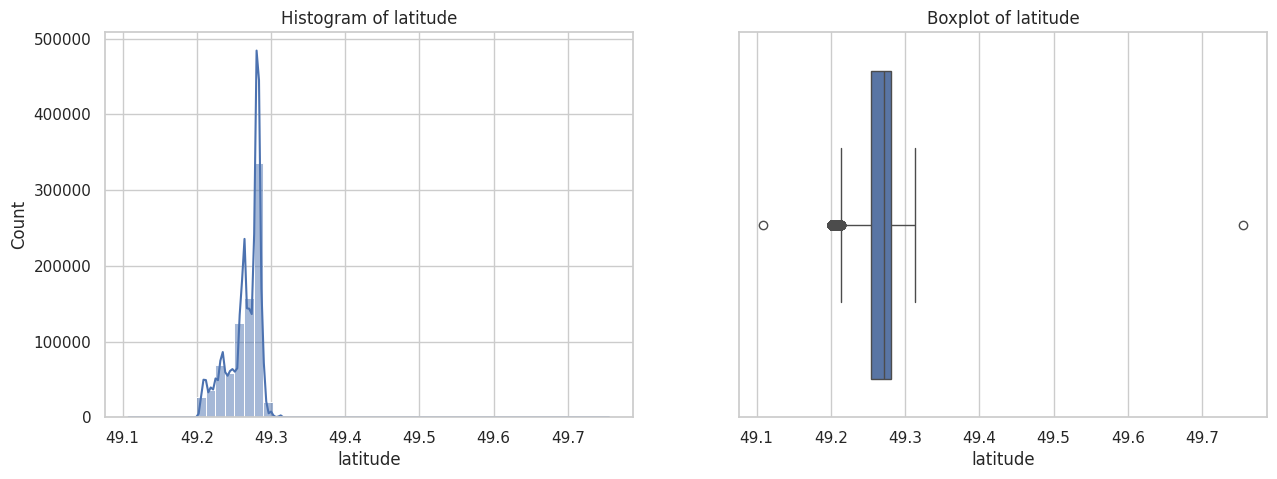 Histogram of latitude
500000
400000
300000
200000
100000
0
Count
49.1 49.2 49.3 49.4 49.5 49.6 49.7
latitude
Boxplot of latitude
49.1 49.2 49.3 49.4 49.5 49.6 49.7
latitude